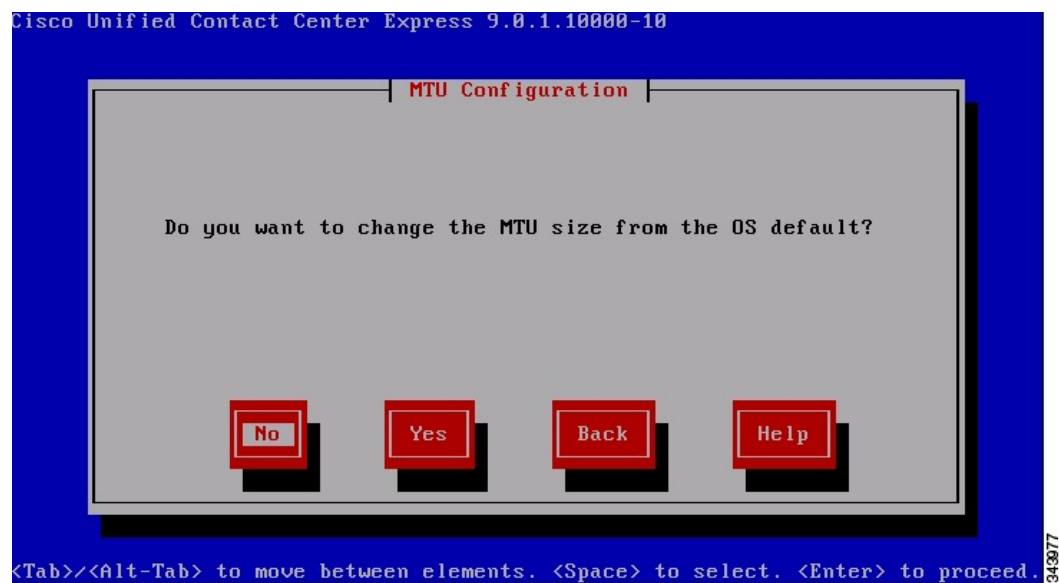 Cisco Unified Contact Center Express 9.0.1.10000-10
MTU Configuration
Do you want to change the MTU size from the OS default?
No Yes Back Help
<Tab>/<Alt-Tab> to move between elements. <Space> to select. <Enter> to proceed.
349977